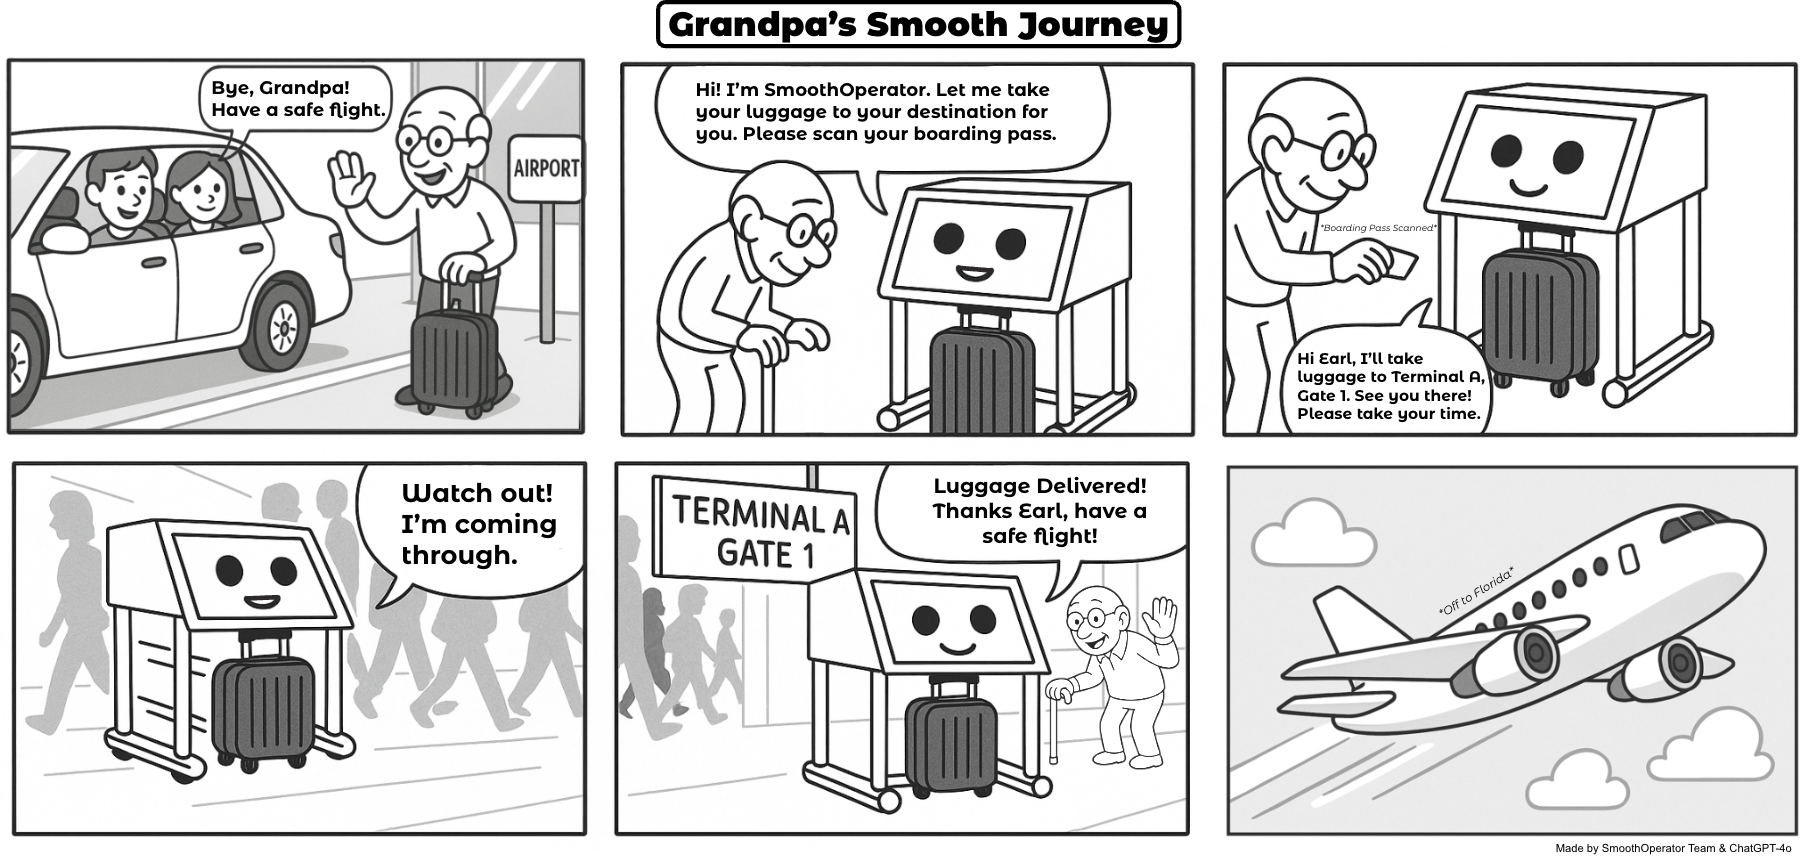 Grandpa's Smooth Journey
Bye, Grandpa!
Have a safe flight.
AIRPORT
Hi! I'm SmoothOperator. Let me take
your luggage to your destination for
you. Please scan your boarding pass.
*Boarding Pass Scanned*
Hi Earl, I'll take
luggage to Terminal A,
Gate 1. See you there!
Please take your time.
Watch out!
I'm coming
through.
TERMINAL A
GATE 1
Luggage Delivered!
Thanks Earl, have a
safe flight!
*Off to Florida*
Made by SmoothOperator Team & ChatGPT-4o